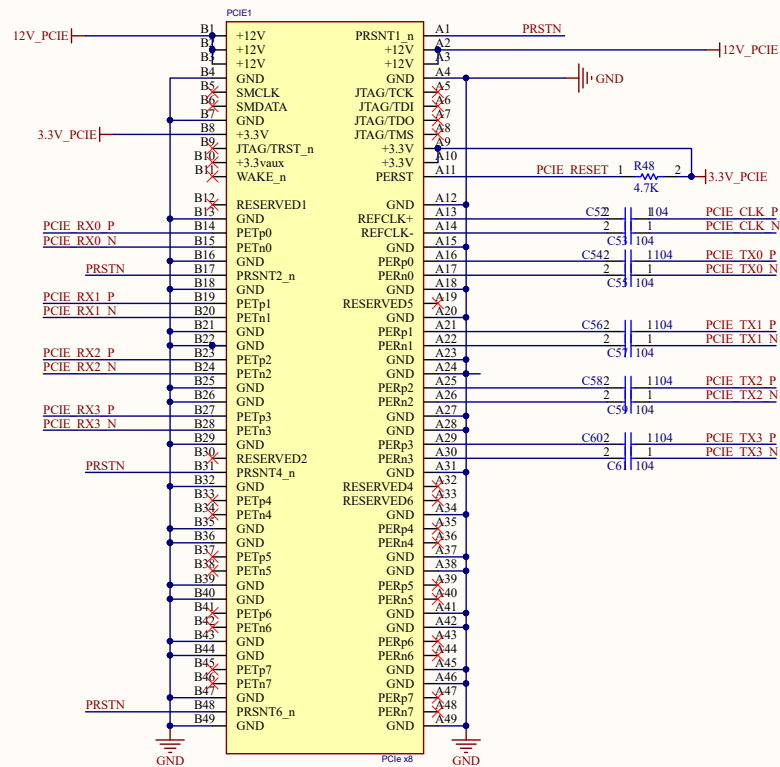 PCIE1
B1 +12V PRSNT1_n A1 PRSTN
12V_PCIE B2 +12V +12V A2 12V_PCIE
B3 +12V +12V A3
B4 GND GND A4 GND
B5 SMCLK JTAG/TCK A5
B6 SMDATA JTAG/TDI A6
B7 GND JTAG/TDO A7
3.3V_PCIE B8 +3.3V JTAG/TMS A8
B9 JTAG/TRST_n +3.3V A9
B10 +3.3vaux +3.3V A10
B11 WAKE_n PERST A11 PCIE_RESET 1 R48 2 3.3V_PCIE
4.7K
B12 RESERVED1 GND A12
B13 GND REFCLK+ A13 C52 2 1 104 PCIE_CLK_P
PCIE_RX0_P B14 PETp0 REFCLK- A14 2 1 PCIE_CLK_N
C53 104
PCIE_RX0_N B15 PETn0 GND A15
B16 GND PERp0 A16 C54 2 1 104 PCIE_TX0_P
PRSTN B17 PRSNT2_n PERn0 A17 2 1 PCIE_TX0_N
C55 104
B18 GND GND A18
PCIE_RX1_P B19 PETp1 RESERVED5 A19
PCIE_RX1_N B20 PETn1 GND A20
B21 GND PERp1 A21 C56 2 1 104 PCIE_TX1_P
B22 GND PERn1 A22 2 1 PCIE_TX1_N
C57 104
PCIE_RX2_P B23 PETp2 GND A23
PCIE_RX2_N B24 PETn2 GND A24
B25 GND PERp2 A25 C58 2 1 104 PCIE_TX2_P
B26 GND PERn2 A26 2 1 PCIE_TX2_N
C59 104
PCIE_RX3_P B27 PETp3 GND A27
PCIE_RX3_N B28 PETn3 GND A28
B29 GND PERp3 A29 C60 2 1 104 PCIE_TX3_P
B30 RESERVED2 PERn3 A30 2 1 PCIE_TX3_N
C61 104
PRSTN B31 PRSNT4_n GND A31
B32 GND RESERVED4 A32
B33 PETp4 RESERVED6 A33
B34 PETn4 GND A34
B35 GND PERp4 A35
B36 GND PERn4 A36
B37 PETp5 GND A37
B38 PETn5 GND A38
B39 GND PERp5 A39
B40 GND PERn5 A40
B41 PETp6 GND A41
B42 PETn6 GND A42
B43 GND PERp6 A43
B44 GND PERn6 A44
B45 PETp7 GND A45
B46 PETn7 GND A46
B47 GND PERp7 A47
PRSTN B48 PRSNT6_n PERn7 A48
B49 GND GND A49
PCIe x8
GND GND